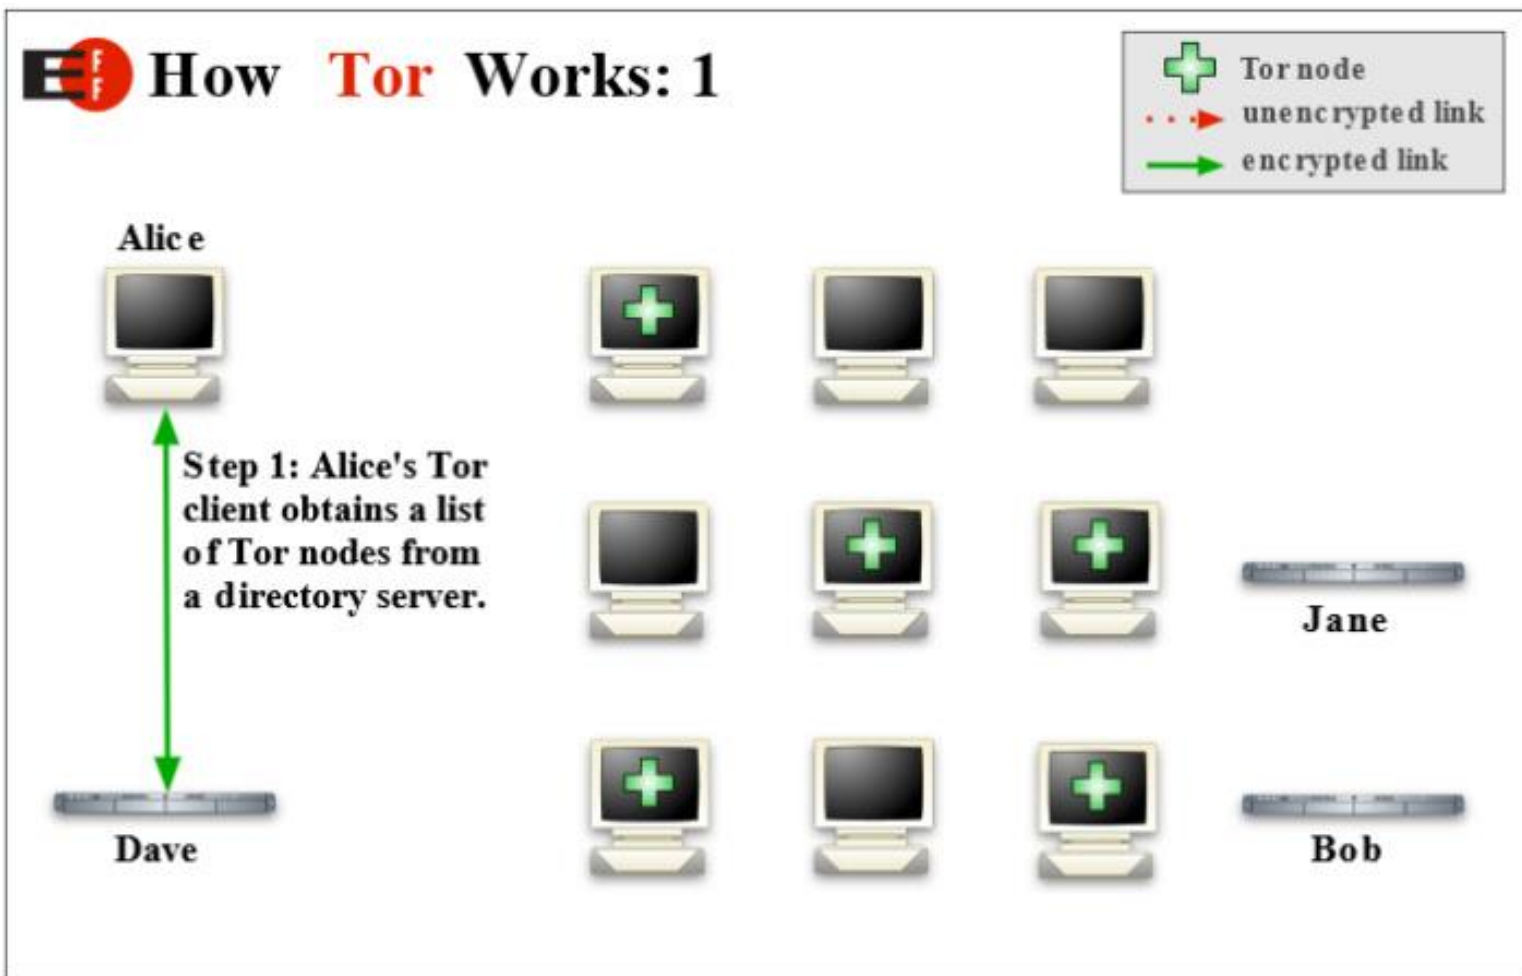 EFF How Tor Works: 1
Tor node
unencrypted link
encrypted link
Alice
Step 1: Alice's Tor
client obtains a list
of Tor nodes from
a directory server.
Jane
Dave
Bob